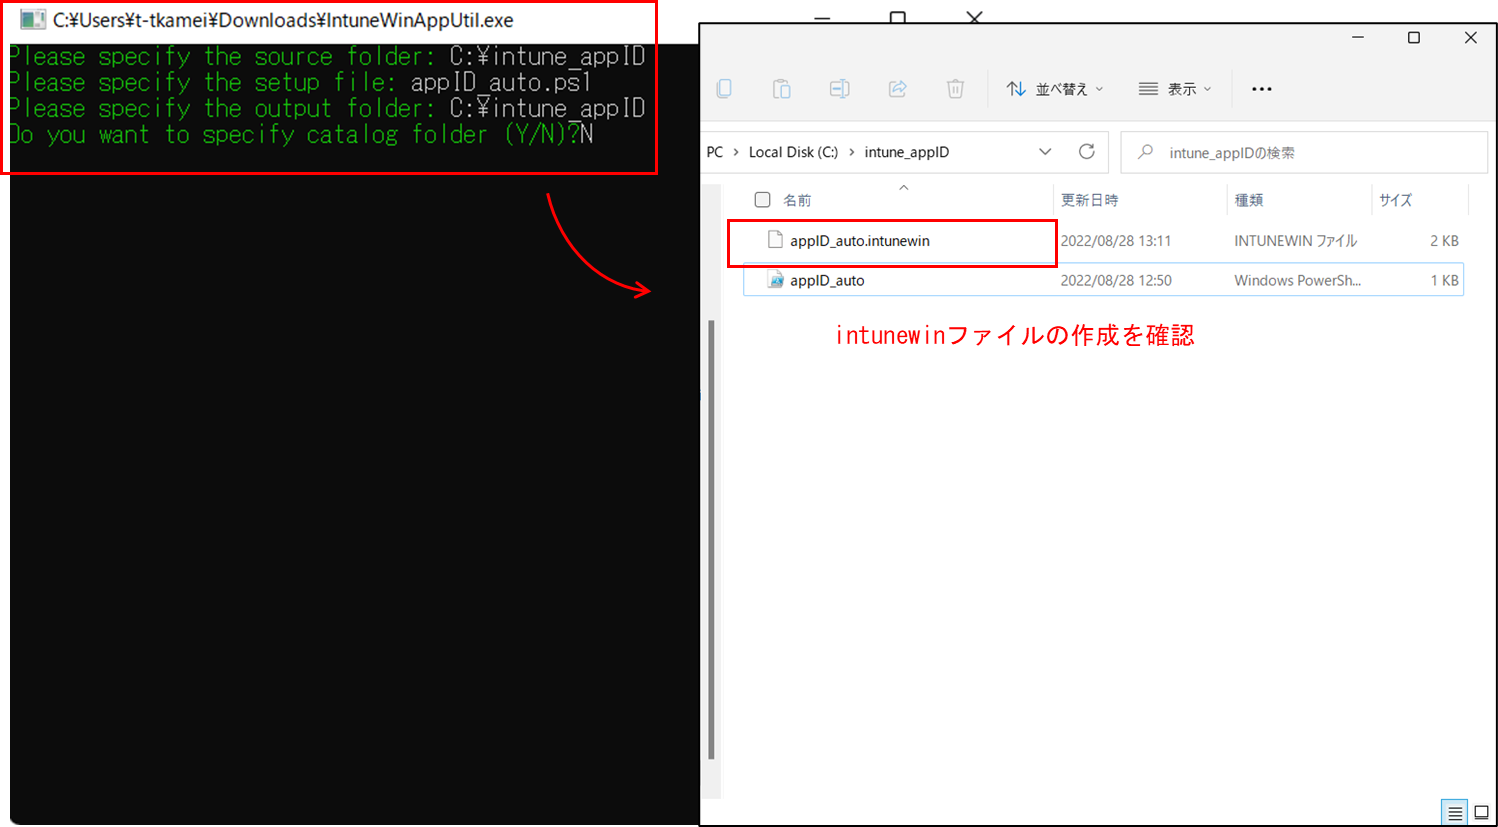 C:¥Users¥t-tkamei¥Downloads¥IntuneWinAppUtil.exe
Please specify the source folder: C:¥intune_appID
Please specify the setup file: appID_auto.ps1
Please specify the output folder: C:¥intune_appID
Do you want to specify catalog folder (Y/N)?N
並べ替え
表示
PC > Local Disk (C:) > intune_appID
intune_appIDの検索
名前 更新日時 種類 サイズ
appID_auto.intunewin 2022/08/28 13:11 INTUNEWIN ファイル 2 KB
appID_auto 2022/08/28 12:50 Windows PowerSh... 1 KB
intunewinファイルの作成を確認